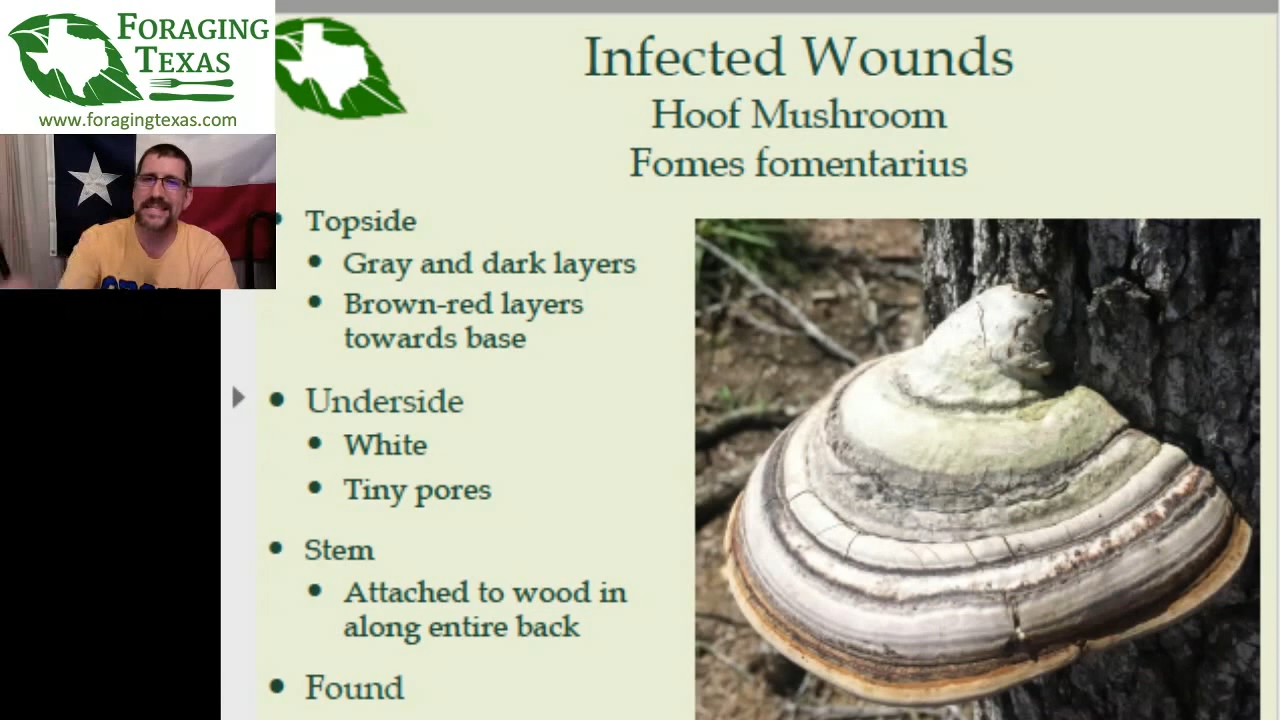 FORAGING
TEXAS
www.foragingtexas.com
Infected Wounds
Hoof Mushroom
Fomes fomentarius
• Topside
• Gray and dark layers
• Brown-red layers
towards base
• Underside
• White
• Tiny pores
• Stem
• Attached to wood in
along entire back
• Found